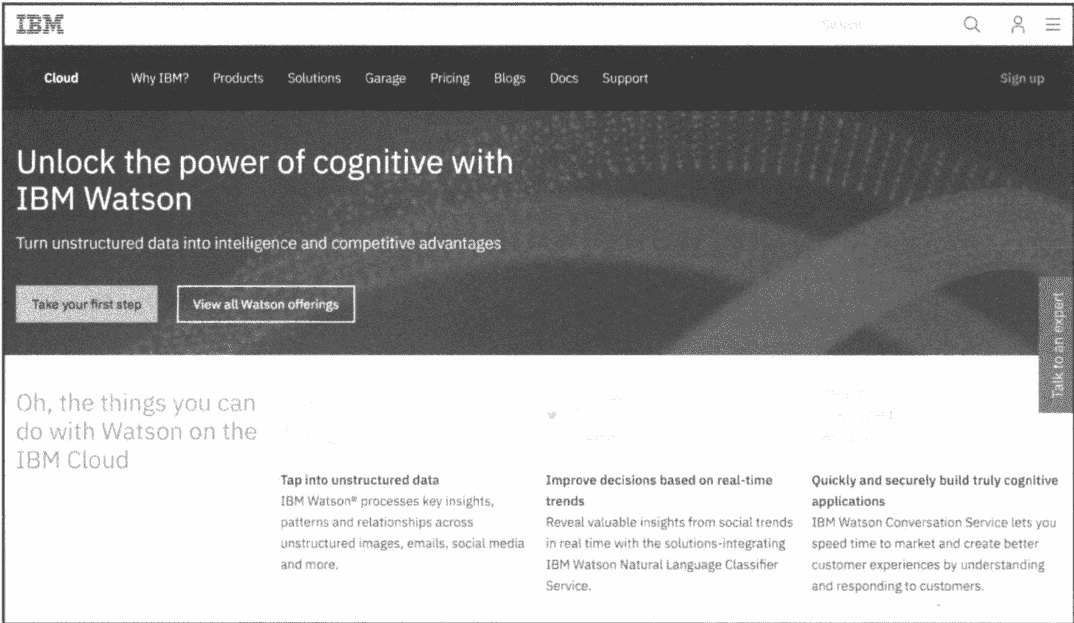 IBM
Search
Cloud Why IBM? Products Solutions Garage Pricing Blogs Docs Support Sign up
Unlock the power of cognitive with
IBM Watson
Turn unstructured data into intelligence and competitive advantages
Take your first step View all Watson offerings
Talk to an expert
Oh, the things you can
do with Watson on the
IBM Cloud
Tap into unstructured data
IBM Watson® processes key insights,
patterns and relationships across
unstructured images, emails, social media
and more.
Improve decisions based on real-time
trends
Reveal valuable insights from social trends
in real time with the solutions-integrating
IBM Watson Natural Language Classifier
Service.
Quickly and securely build truly cognitive
applications
IBM Watson Conversation Service lets you
speed time to market and create better
customer experiences by understanding
and responding to customers.